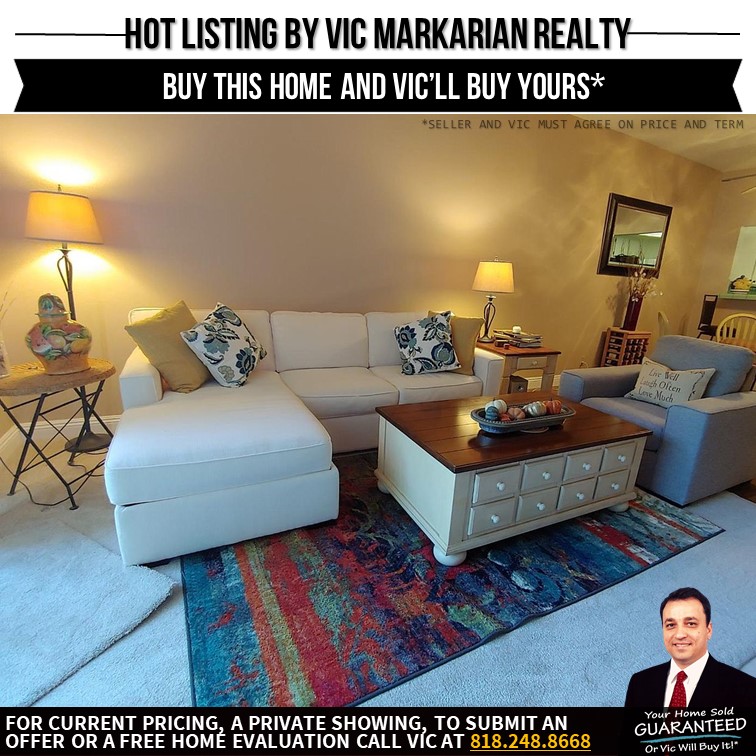 HOT LISTING BY VIC MARKARIAN REALTY
BUY THIS HOME AND VIC'LL BUY YOURS*
*SELLER AND VIC MUST AGREE ON PRICE AND TERM
Live Well
Laugh Often
Love Much
Your Home Sold
GUARANTEED
Or Vic Will Buy It!
FOR CURRENT PRICING, A PRIVATE SHOWING, TO SUBMIT AN
OFFER OR A FREE HOME EVALUATION CALL VIC AT 818.248.8668